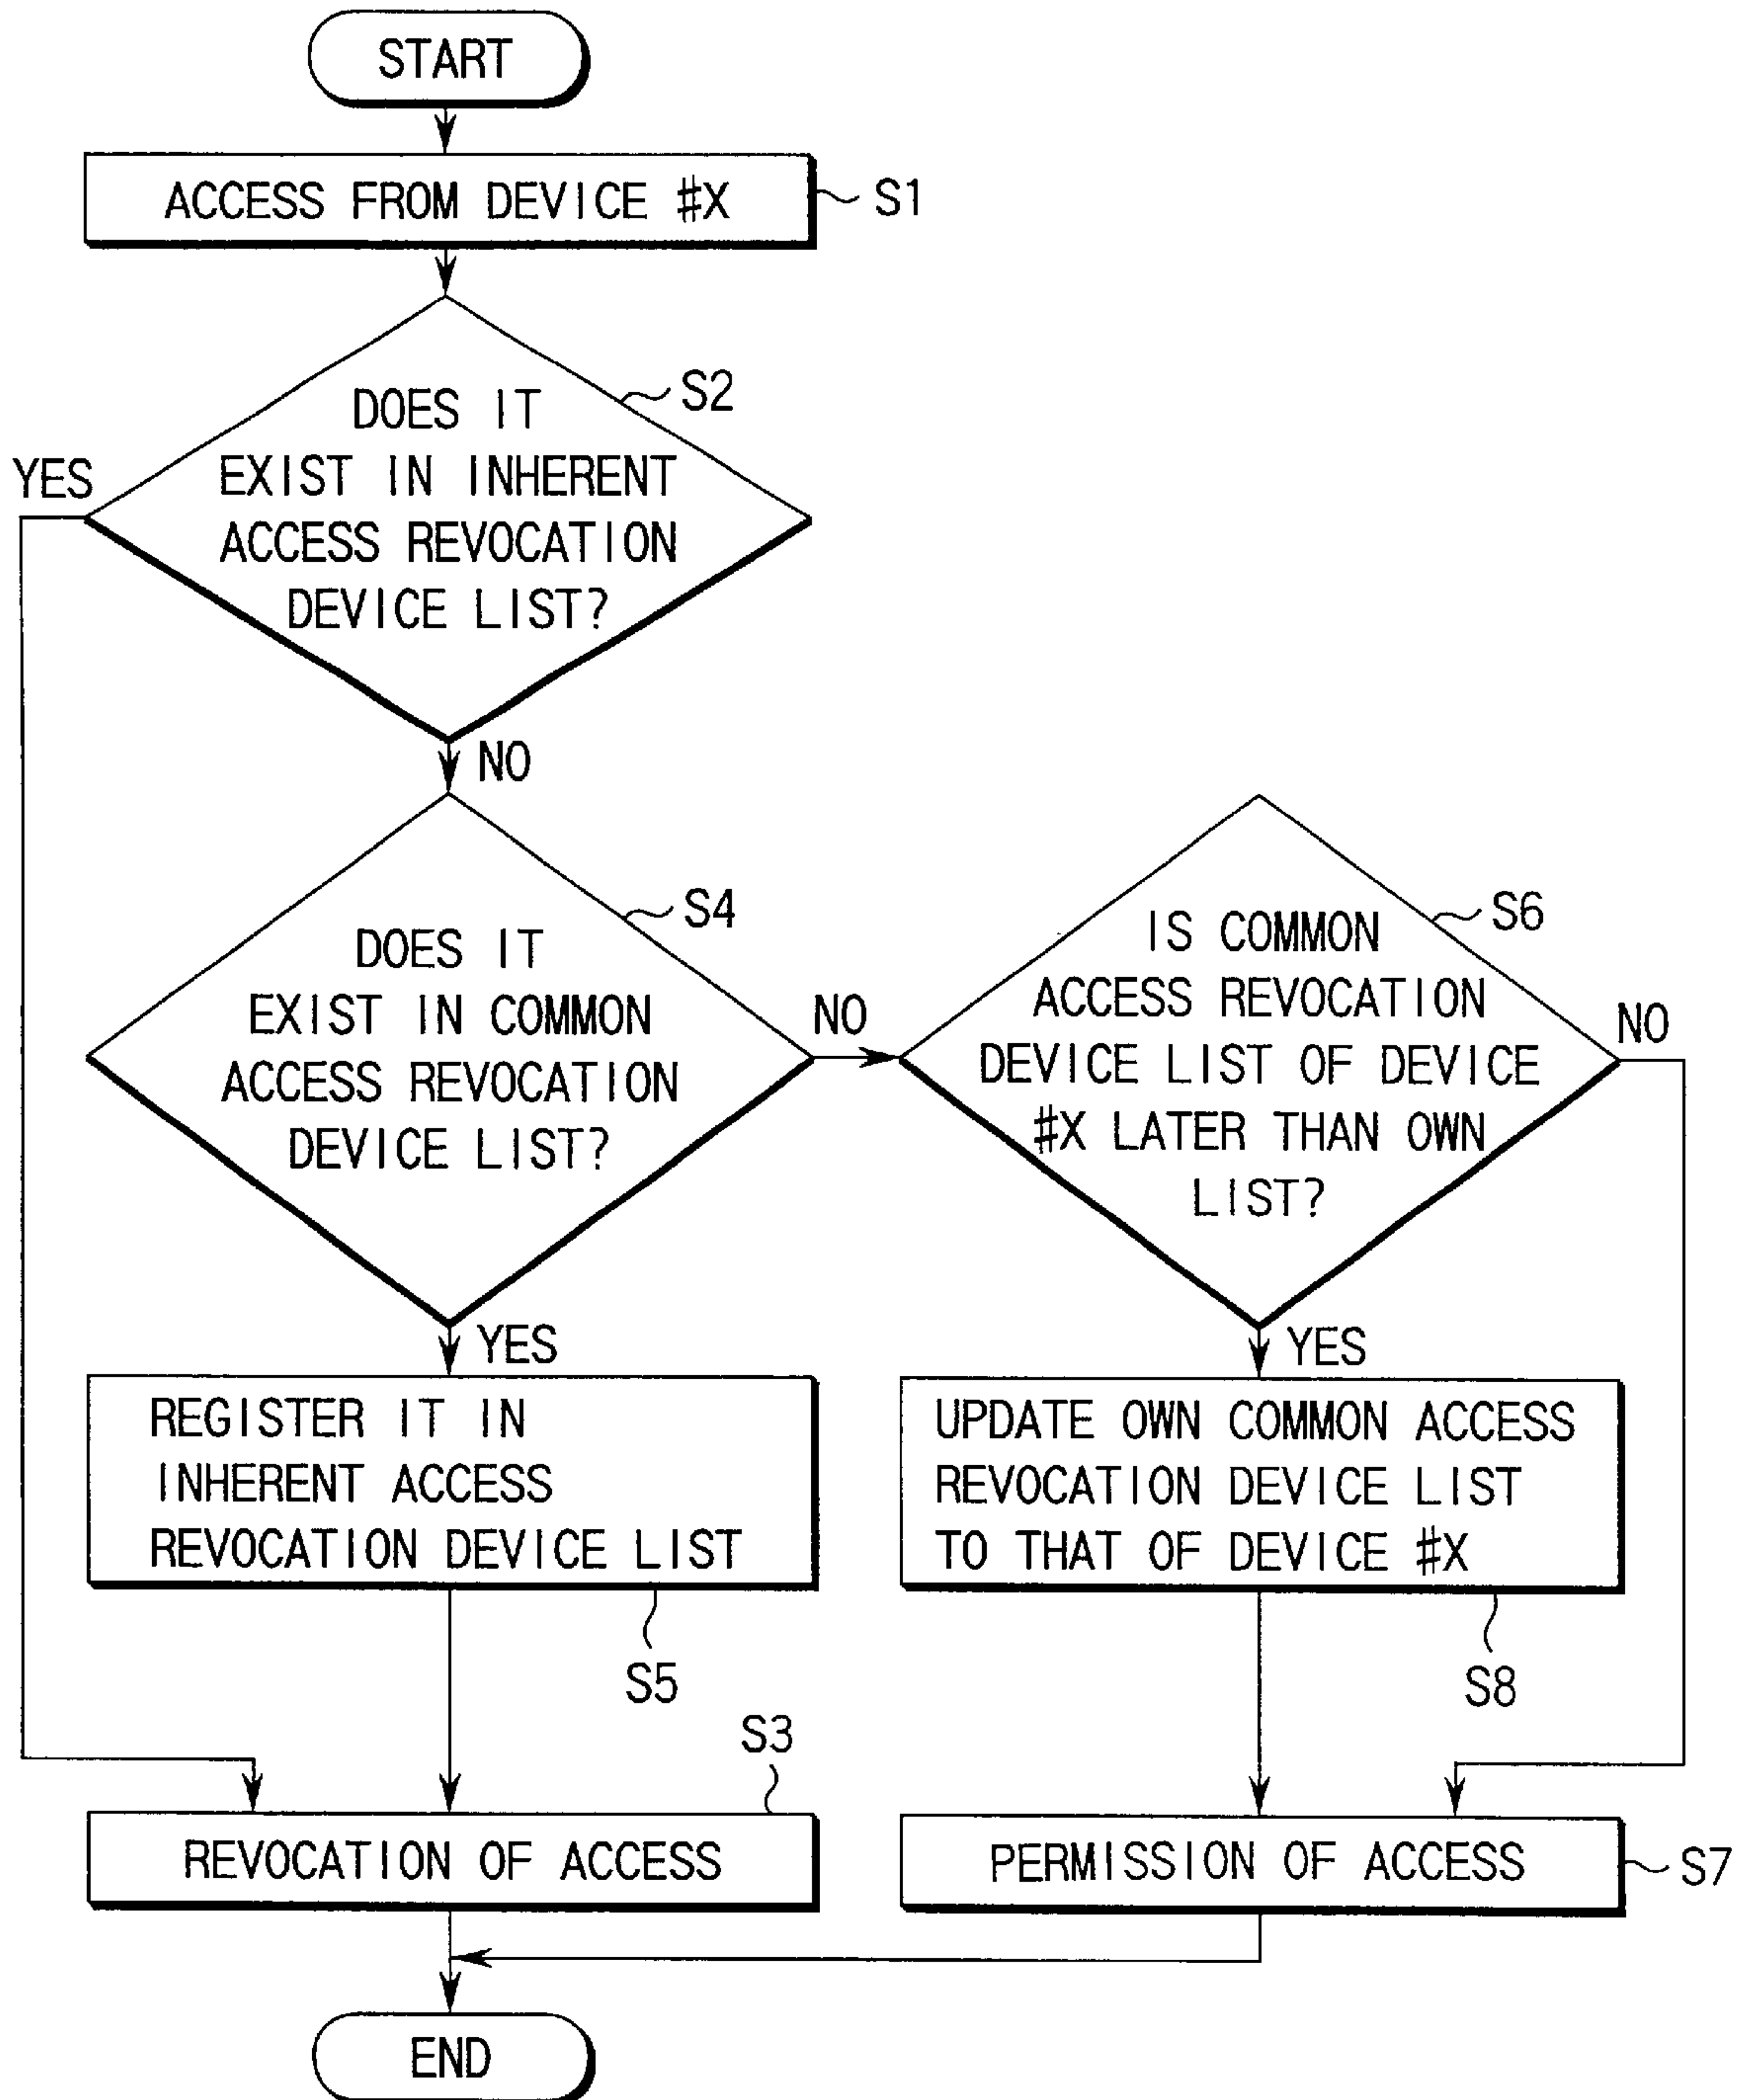 START
ACCESS FROM DEVICE #X
S1
DOES IT
EXIST IN INHERENT
ACCESS REVOCATION
DEVICE LIST?
S2
YES
NO
DOES IT
EXIST IN COMMON
ACCESS REVOCATION
DEVICE LIST?
S4
NO
IS COMMON
ACCESS REVOCATION
DEVICE LIST OF DEVICE
#X LATER THAN OWN
LIST?
S6
NO
YES
YES
REGISTER IT IN
INHERENT ACCESS
REVOCATION DEVICE LIST
S5
UPDATE OWN COMMON ACCESS
REVOCATION DEVICE LIST
TO THAT OF DEVICE #X
S8
S3
REVOCATION OF ACCESS
PERMISSION OF ACCESS
S7
END